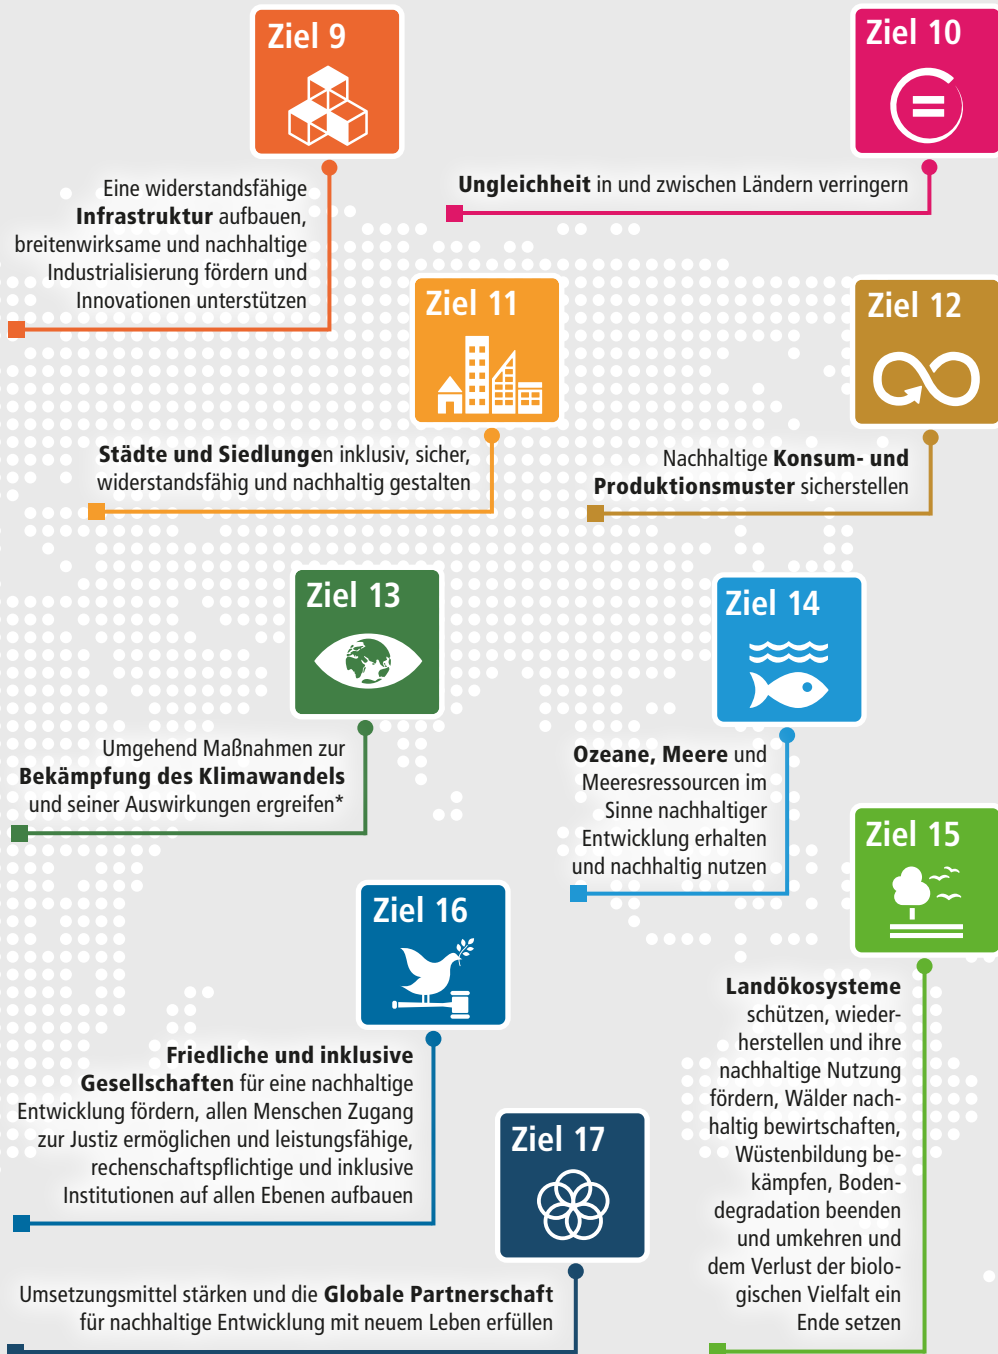 Ziel 9
Eine widerstandsfähige
Infrastruktur aufbauen,
breitenwirksame und nachhaltige
Industrialisierung fördern und
Innovationen unterstützen
Ziel 10
Ungleichheit in und zwischen Ländern verringern
Ziel 11
Städte und Siedlungen inklusiv, sicher,
widerstandsfähig und nachhaltig gestalten
Ziel 12
Nachhaltige Konsum- und
Produktionsmuster sicherstellen
Ziel 13
Umgehend Maßnahmen zur
Bekämpfung des Klimawandels
und seiner Auswirkungen ergreifen*
Ziel 14
Ozeane, Meere und
Meeresressourcen im
Sinne nachhaltiger
Entwicklung erhalten
und nachhaltig nutzen
Ziel 15
Landökosysteme
schützen, wieder-
herstellen und ihre
nachhaltige Nutzung
fördern, Wälder nach-
haltig bewirtschaften,
Wüstenbildung be-
kämpfen, Boden-
degradation beenden
und umkehren und
dem Verlust der biolo-
gischen Vielfalt ein
Ende setzen
Ziel 16
Friedliche und inklusive
Gesellschaften für eine nachhaltige
Entwicklung fördern, allen Menschen Zugang
zur Justiz ermöglichen und leistungsfähige,
rechenschaftspflichtige und inklusive
Institutionen auf allen Ebenen aufbauen
Ziel 17
Umsetzungsmittel stärken und die Globale Partnerschaft
für nachhaltige Entwicklung mit neuem Leben erfüllen